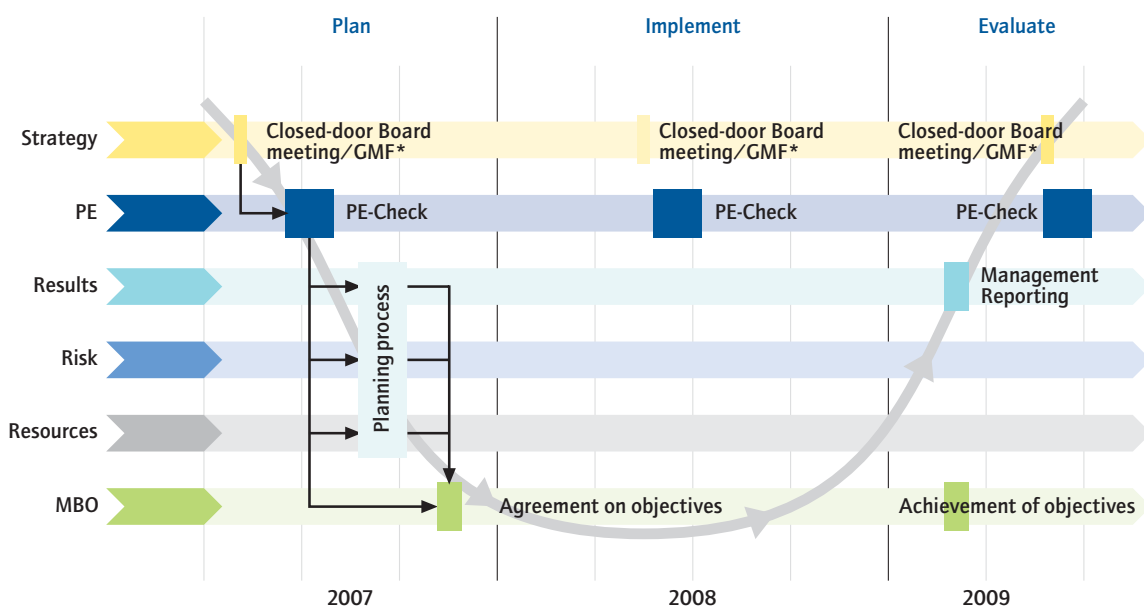 Plan
Implement
Evaluate
Strategy
Closed-door Board
meeting/GMF*
Closed-door Board
meeting/GMF*
Closed-door Board
meeting/GMF*
PE
PE-Check
PE-Check
PE-Check
Results
Management
Reporting
Planning process
Risk
Resources
MBO
Agreement on objectives
Achievement of objectives
2007
2008
2009